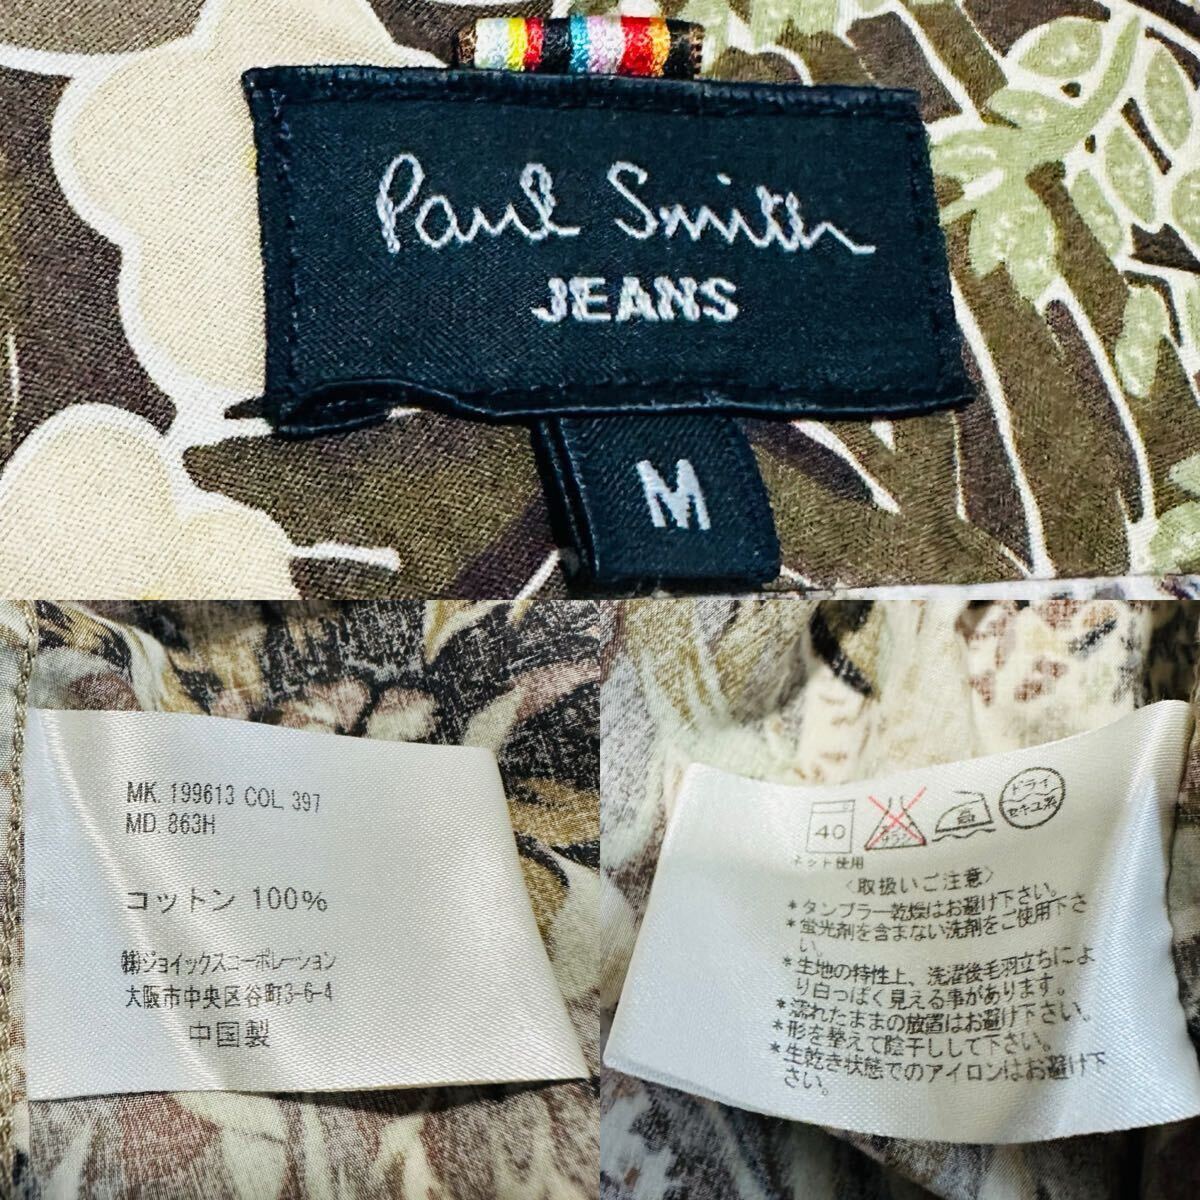 Paul Smith
JEANS
M
MK. 199613 COL. 397
MD. 863H
コットン 100%
㈱ジョイックスコーポレーション
大阪市中央区谷町3-6-4
中国製
40
エンソサラシ
高
ドライ
セキユ系
ネット使用
〈取扱いご注意〉
*タンブラー乾燥はお避け下さい。
*蛍光剤を含まない洗剤をご使用下さ
い。
*生地の特性上、洗濯後毛羽立ちによ
り白っぽく見える事があります。
*濡れたままの放置はお避け下さい。
*形を整えて陰干しして下さい。
*生乾き状態でのアイロンはお避け下
さい。